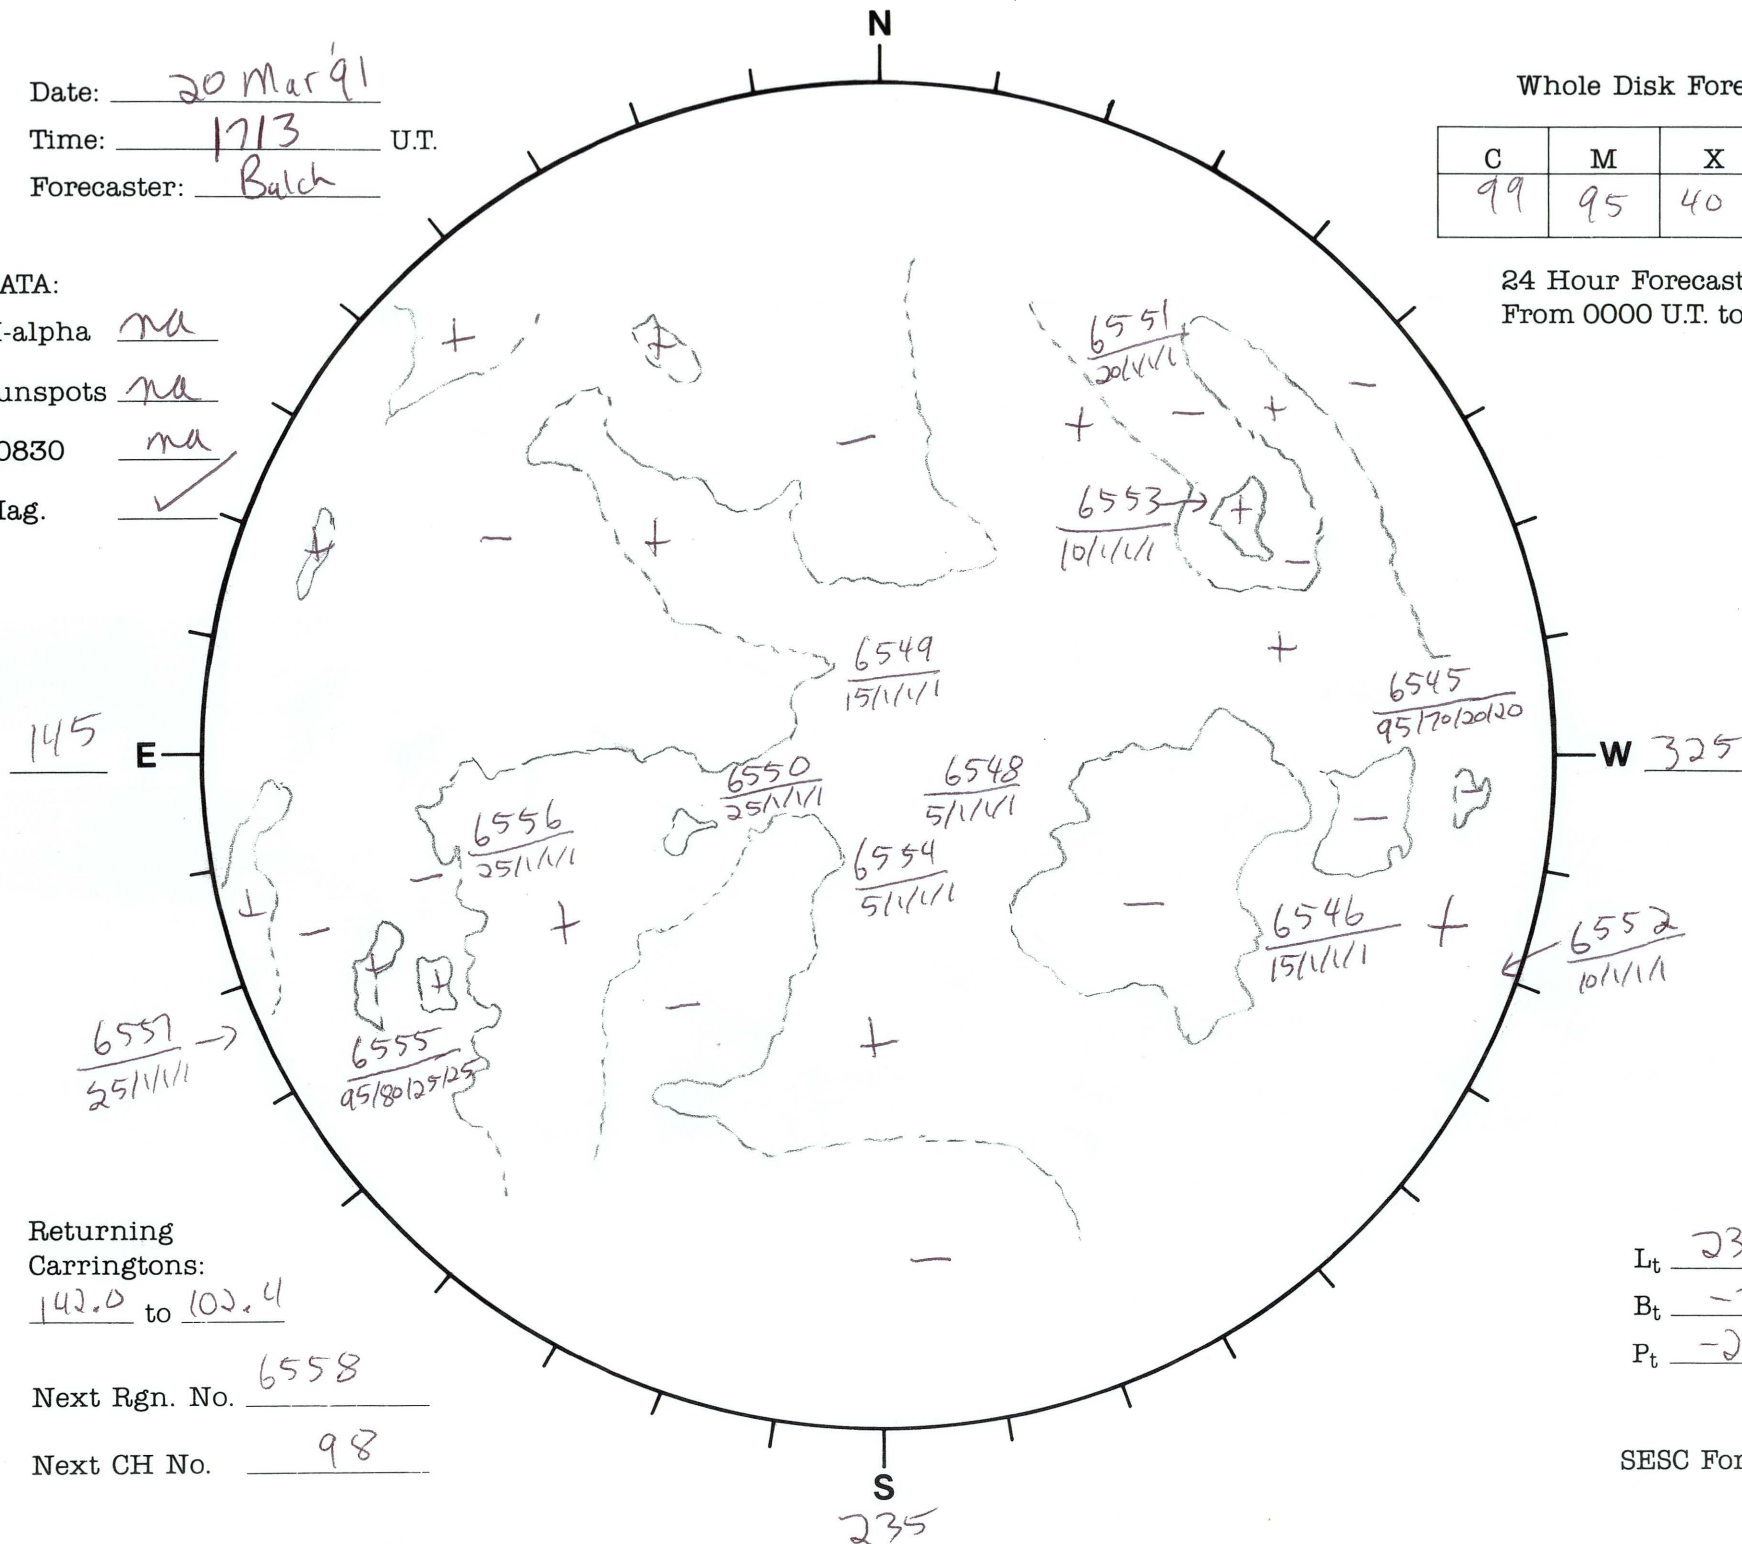 N
Date: 20 Mar '91
Time: 1713 U.T.
Forecaster: Balch
Whole Disk Fore
C M X
99 95 40
24 Hour Forecast
From 0000 U.T. to
ATA:
-alpha na
unspots na
0830 na
Mag. ✓
6551
20/1/1/1
6553→
10/1/1/1
6549
15/1/1/1
6545
95/70/20/20
145 E
W 325
6550
25/1/1/1
6548
5/1/1/1
6556
25/1/1/1
6554
5/1/1/1
6546
15/1/1/1
6552
10/1/1/1
6557 →
25/1/1/1
6555
95/80/25/25
Returning
Carringtons:
142.0 to 102.4
Next Rgn. No. 6558
Next CH No. 98
Lt 23
Bt -
Pt -2
SESC For
S
235